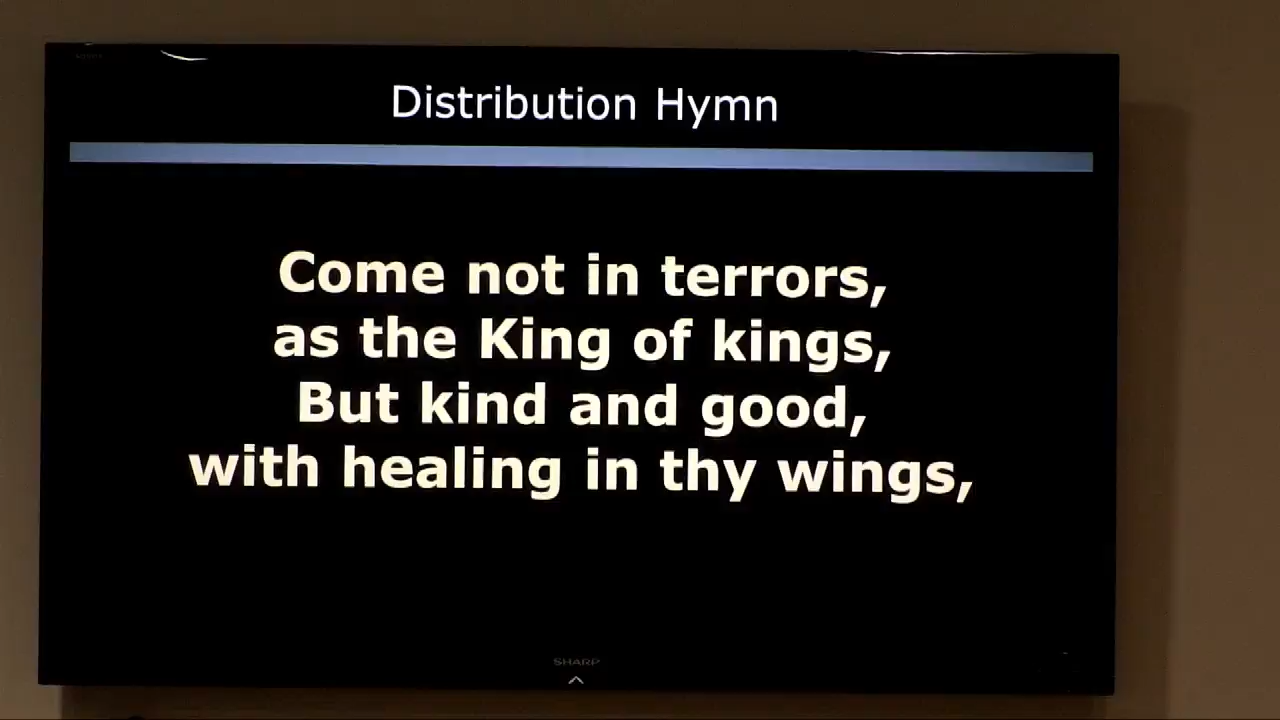 Distribution Hymn
Come not in terrors,
as the King of kings,
But kind and good,
with healing in thy wings,
SHARP